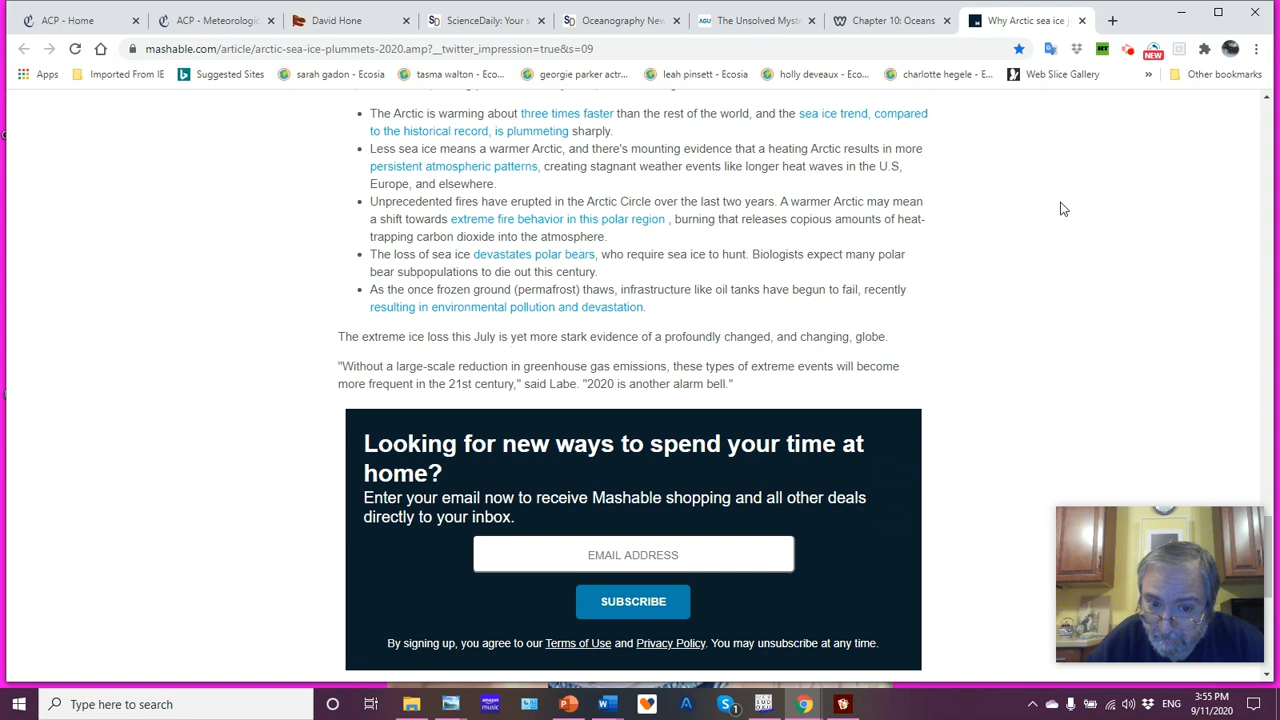 ACP - Home
ACP - Meteorologic
David Hone
ScienceDaily: Your s
Oceanography New
AGU
The Unsolved Myste
Chapter 10: Oceans
Why Arctic sea ice j
mashable.com/article/arctic-sea-ice-plummets-2020.amp?__twitter_impression=true&s=09
NEW
Apps
Imported From IE
Suggested Sites
sarah gadon - Ecosia
tasma walton - Eco...
georgie parker actr...
leah pinsett - Ecosia
holly deveaux - Eco...
charlotte hegele - E...
Web Slice Gallery
»
Other bookmarks
• The Arctic is warming about three times faster than the rest of the world, and the sea ice trend, compared
to the historical record, is plummeting sharply.
• Less sea ice means a warmer Arctic, and there's mounting evidence that a heating Arctic results in more
persistent atmospheric patterns, creating stagnant weather events like longer heat waves in the U.S,
Europe, and elsewhere.
• Unprecedented fires have erupted in the Arctic Circle over the last two years. A warmer Arctic may mean
a shift towards extreme fire behavior in this polar region , burning that releases copious amounts of heat-
trapping carbon dioxide into the atmosphere.
• The loss of sea ice devastates polar bears, who require sea ice to hunt. Biologists expect many polar
bear subpopulations to die out this century.
• As the once frozen ground (permafrost) thaws, infrastructure like oil tanks have begun to fail, recently
resulting in environmental pollution and devastation.
The extreme ice loss this July is yet more stark evidence of a profoundly changed, and changing, globe.
"Without a large-scale reduction in greenhouse gas emissions, these types of extreme events will become
more frequent in the 21st century," said Labe. "2020 is another alarm bell."
Looking for new ways to spend your time at
home?
Enter your email now to receive Mashable shopping and all other deals
directly to your inbox.
EMAIL ADDRESS
SUBSCRIBE
By signing up, you agree to our Terms of Use and Privacy Policy. You may unsubscribe at any time.
Type here to search
amazon
music
ENG
3:55 PM
9/11/2020